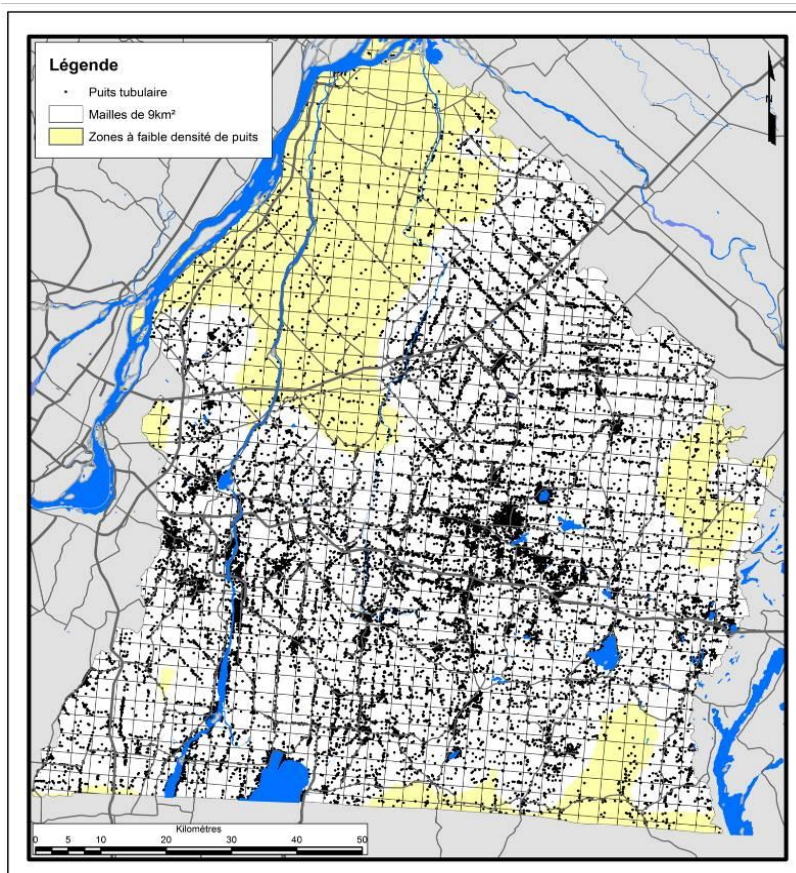 Légende
Puits tubulaire
Mailles de 9km²
Zones à faible densité de puits
N
Kilomètres
0 5 10 20 30 40 50